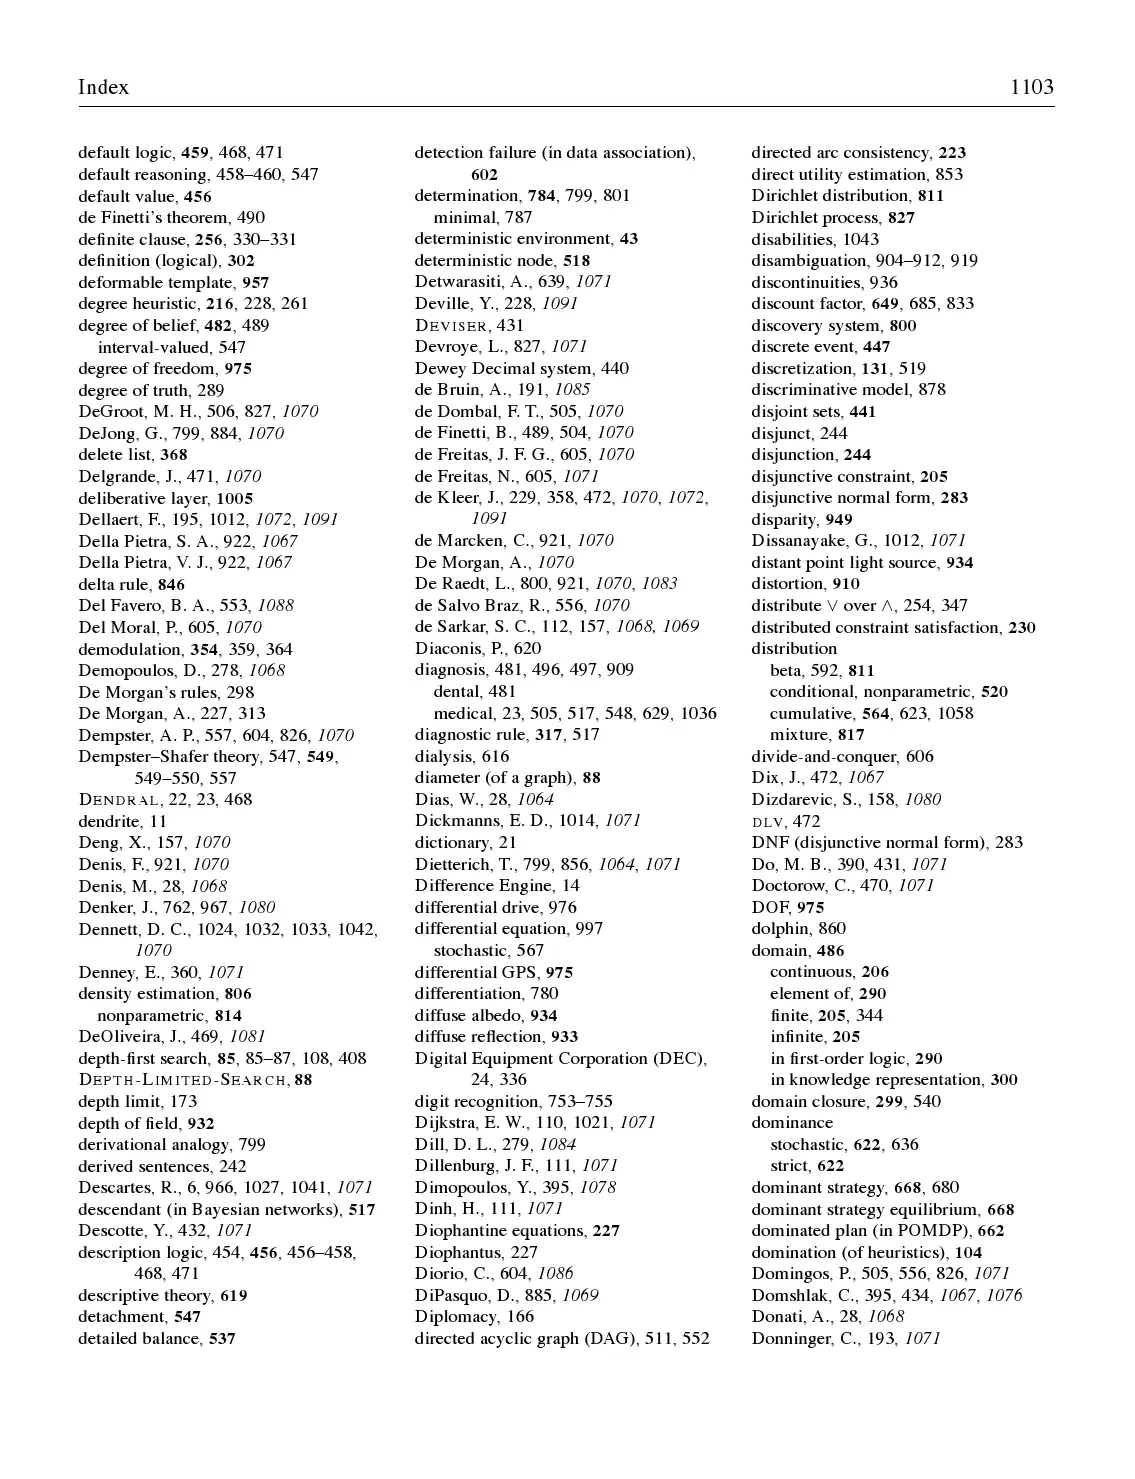 Index
1103
default logic, 459, 468, 471
default reasoning, 458–460, 547
default value, 456
de Finetti's theorem, 490
definite clause, 256, 330–331
definition (logical), 302
deformable template, 957
degree heuristic, 216, 228, 261
degree of belief, 482, 489
interval-valued, 547
degree of freedom, 975
degree of truth, 289
DeGroot, M. H., 506, 827, 1070
DeJong, G., 799, 884, 1070
delete list, 368
Delgrande, J., 471, 1070
deliberative layer, 1005
Dellaert, F., 195, 1012, 1072, 1091
Della Pietra, S. A., 922, 1067
Della Pietra, V. J., 922, 1067
delta rule, 846
Del Favero, B. A., 553, 1088
Del Moral, P., 605, 1070
demodulation, 354, 359, 364
Demopoulos, D., 278, 1068
De Morgan's rules, 298
De Morgan, A., 227, 313
Dempster, A. P., 557, 604, 826, 1070
Dempster–Shafer theory, 547, 549,
549–550, 557
DENDRAL, 22, 23, 468
dendrite, 11
Deng, X., 157, 1070
Denis, F., 921, 1070
Denis, M., 28, 1068
Denker, J., 762, 967, 1080
Dennett, D. C., 1024, 1032, 1033, 1042,
1070
Denney, E., 360, 1071
density estimation, 806
nonparametric, 814
DeOliveira, J., 469, 1081
depth-first search, 85, 85–87, 108, 408
DEPTH-LIMITED-SEARCH, 88
depth limit, 173
depth of field, 932
derivational analogy, 799
derived sentences, 242
Descartes, R., 6, 966, 1027, 1041, 1071
descendant (in Bayesian networks), 517
Descotte, Y., 432, 1071
description logic, 454, 456, 456–458,
468, 471
descriptive theory, 619
detachment, 547
detailed balance, 537
detection failure (in data association),
602
determination, 784, 799, 801
minimal, 787
deterministic environment, 43
deterministic node, 518
Detwarasiti, A., 639, 1071
Deville, Y., 228, 1091
DEVISER, 431
Devroye, L., 827, 1071
Dewey Decimal system, 440
de Bruin, A., 191, 1085
de Dombal, F. T., 505, 1070
de Finetti, B., 489, 504, 1070
de Freitas, J. F. G., 605, 1070
de Freitas, N., 605, 1071
de Kleer, J., 229, 358, 472, 1070, 1072,
1091
de Marcken, C., 921, 1070
De Morgan, A., 1070
De Raedt, L., 800, 921, 1070, 1083
de Salvo Braz, R., 556, 1070
de Sarkar, S. C., 112, 157, 1068, 1069
Diaconis, P., 620
diagnosis, 481, 496, 497, 909
dental, 481
medical, 23, 505, 517, 548, 629, 1036
diagnostic rule, 317, 517
dialysis, 616
diameter (of a graph), 88
Dias, W., 28, 1064
Dickmanns, E. D., 1014, 1071
dictionary, 21
Dietterich, T., 799, 856, 1064, 1071
Difference Engine, 14
differential drive, 976
differential equation, 997
stochastic, 567
differential GPS, 975
differentiation, 780
diffuse albedo, 934
diffuse reflection, 933
Digital Equipment Corporation (DEC),
24, 336
digit recognition, 753–755
Dijkstra, E. W., 110, 1021, 1071
Dill, D. L., 279, 1084
Dillenburg, J. F., 111, 1071
Dimopoulos, Y., 395, 1078
Dinh, H., 111, 1071
Diophantine equations, 227
Diophantus, 227
Diorio, C., 604, 1086
DiPasquo, D., 885, 1069
Diplomacy, 166
directed acyclic graph (DAG), 511, 552
directed arc consistency, 223
direct utility estimation, 853
Dirichlet distribution, 811
Dirichlet process, 827
disabilities, 1043
disambiguation, 904–912, 919
discontinuities, 936
discount factor, 649, 685, 833
discovery system, 800
discrete event, 447
discretization, 131, 519
discriminative model, 878
disjoint sets, 441
disjunct, 244
disjunction, 244
disjunctive constraint, 205
disjunctive normal form, 283
disparity, 949
Dissanayake, G., 1012, 1071
distant point light source, 934
distortion, 910
distribute ∨ over ∧, 254, 347
distributed constraint satisfaction, 230
distribution
beta, 592, 811
conditional, nonparametric, 520
cumulative, 564, 623, 1058
mixture, 817
divide-and-conquer, 606
Dix, J., 472, 1067
Dizdarevic, S., 158, 1080
DLV, 472
DNF (disjunctive normal form), 283
Do, M. B., 390, 431, 1071
Doctorow, C., 470, 1071
DOF, 975
dolphin, 860
domain, 486
continuous, 206
element of, 290
finite, 205, 344
infinite, 205
in first-order logic, 290
in knowledge representation, 300
domain closure, 299, 540
dominance
stochastic, 622, 636
strict, 622
dominant strategy, 668, 680
dominant strategy equilibrium, 668
dominated plan (in POMDP), 662
domination (of heuristics), 104
Domingos, P., 505, 556, 826, 1071
Domshlak, C., 395, 434, 1067, 1076
Donati, A., 28, 1068
Donninger, C., 193, 1071